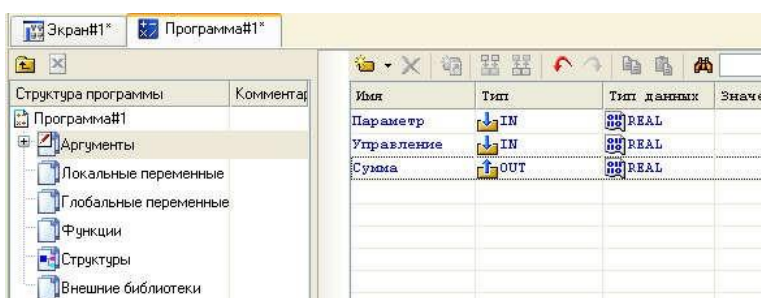 Экран#1* Программа#1*
Структура программы Коммента
Имя Тип Тип данных Значе
Программа#1
Аргументы
Локальные переменные
Глобальные переменные
Функции
Структуры
Внешние библиотеки
Параметр IN REAL
Управление IN REAL
Сумма OUT REAL